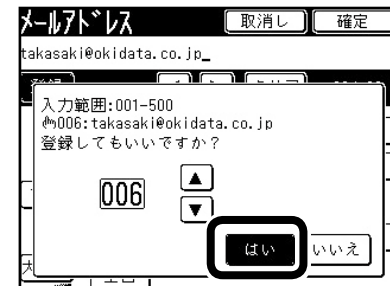 メールアドレス 取消し 確定
takasaki@okidata.co.jp_
入力範囲:001-500
006:takasaki@okidata.co.jp
登録してもいいですか?
006
▲
▼
はい いいえ